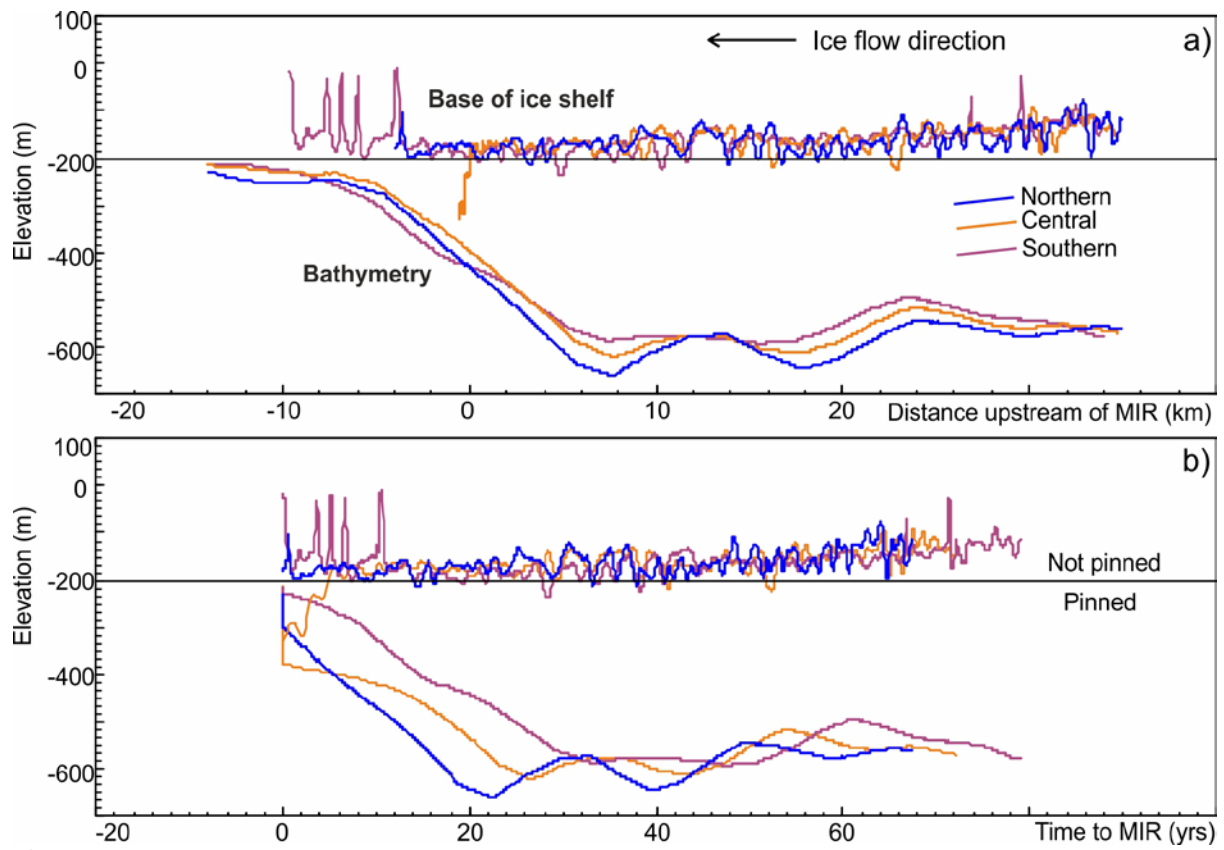 100
0
-200
-400
-600
Elevation (m)
Ice flow direction
a)
Base of ice shelf
Northern
Central
Southern
Bathymetry
-20 -10 0 10 20 Distance upstream of MIR (km)
100
0
-200
-400
-600
Elevation (m)
b)
Not pinned
Pinned
-20 0 20 40 60 Time to MIR (yrs)